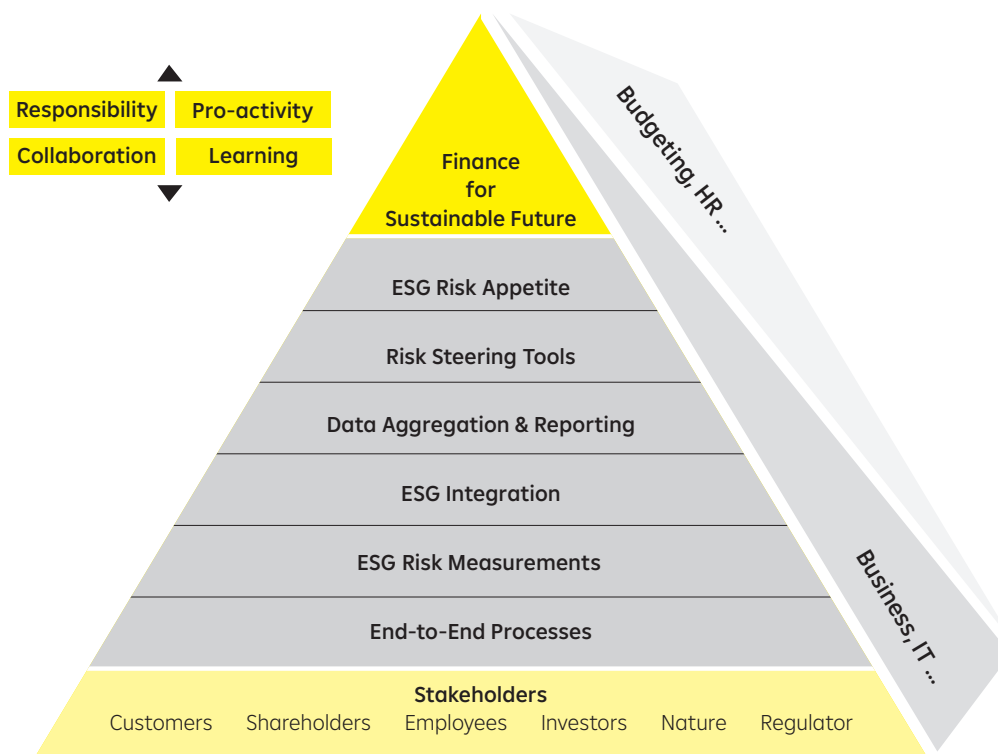 Responsibility
Pro-activity
Collaboration
Learning
Finance
for
Sustainable Future
ESG Risk Appetite
Risk Steering Tools
Data Aggregation & Reporting
ESG Integration
ESG Risk Measurements
End-to-End Processes
Stakeholders
Customers Shareholders Employees Investors Nature Regulator
Budgeting, HR ...
Business, IT ...